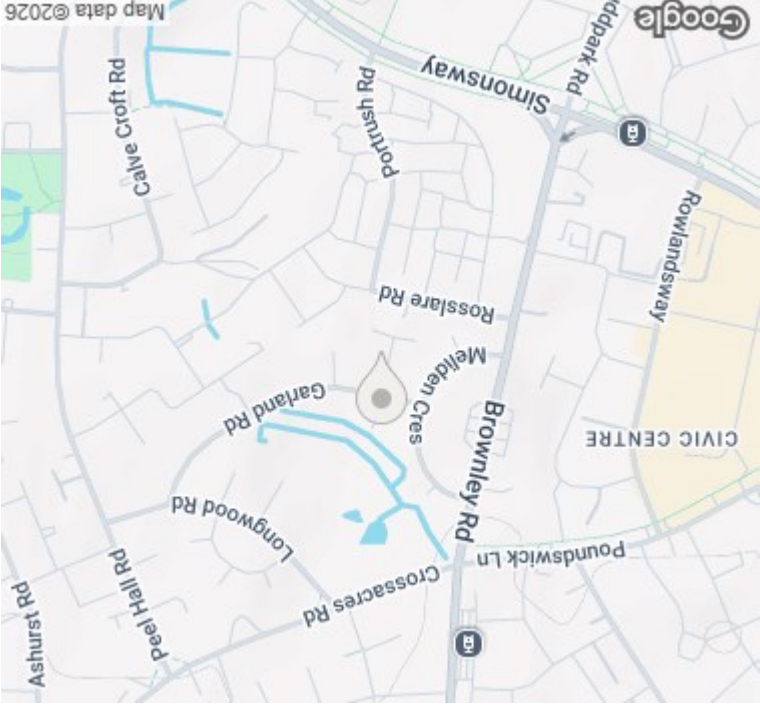 Ashurst Rd
Peel Hall Rd
Crossacres Rd
Poundswick Ln
Longwood Rd
Brownley Rd
CIVIC CENTRE
Garland Rd
Meliden Cres
Rosslare Rd
Rowlandsway
Calve Croft Rd
Portrush Rd
Simonsway
ddpark Rd
Google
Map data ©2026